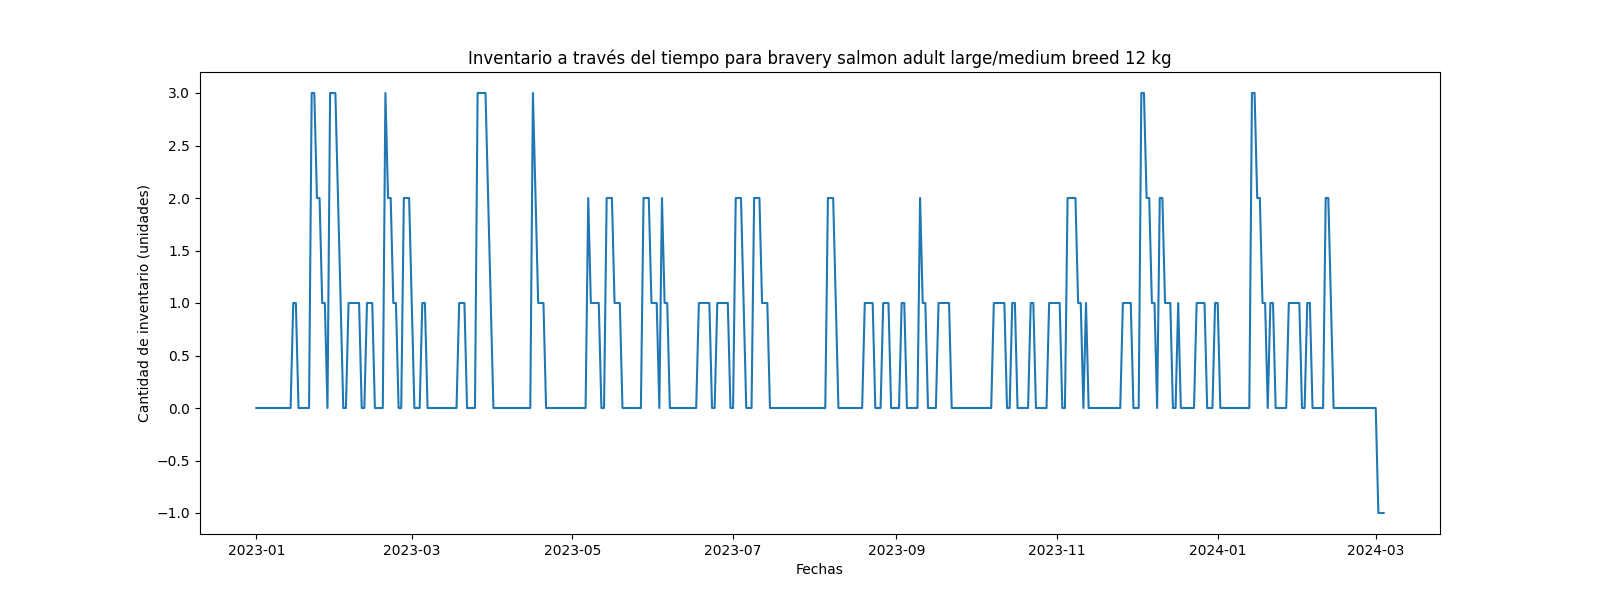 Inventario a través del tiempo para bravery salmon adult large/medium breed 12 kg
Cantidad de inventario (unidades)
3.0
2.5
2.0
1.5
1.0
0.5
0.0
−0.5
−1.0
2023-01 2023-03 2023-05 2023-07 2023-09 2023-11 2024-01 2024-03
Fechas